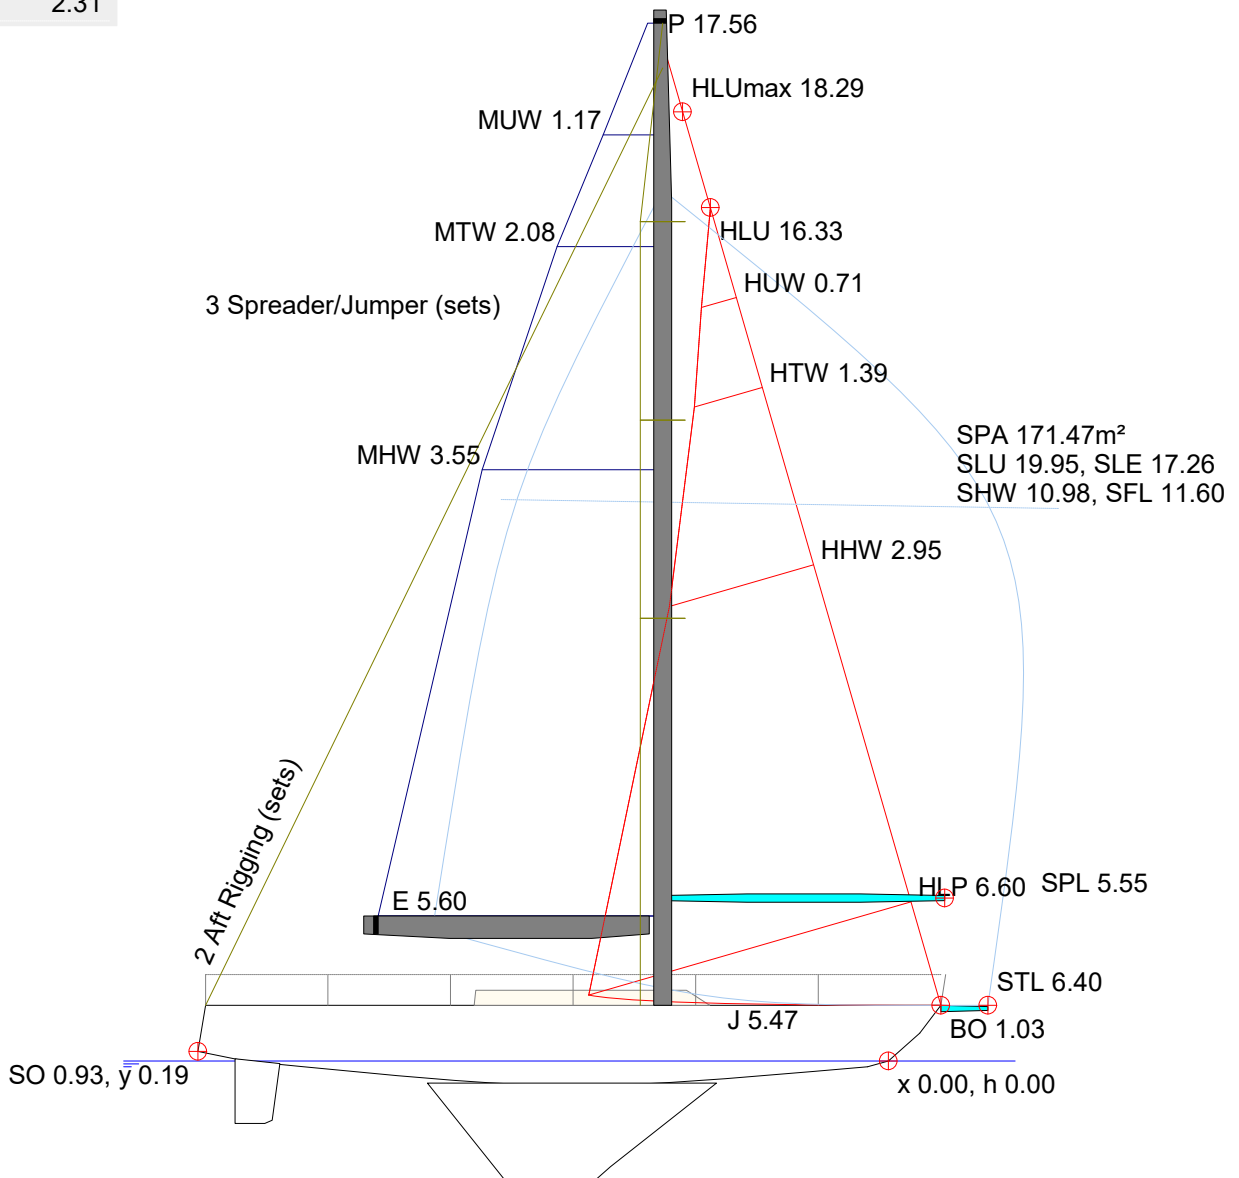 2.31
P 17.56
HLUmax 18.29
MUW 1.17
MTW 2.08
HLU 16.33
HUW 0.71
3 Spreader/Jumper (sets)
HTW 1.39
SPA 171.47m²
SLU 19.95, SLE 17.26
SHW 10.98, SFL 11.60
MHW 3.55
HHW 2.95
2 Aft Rigging (sets)
E 5.60
HLP 6.60
SPL 5.55
STL 6.40
J 5.47
BO 1.03
SO 0.93, y 0.19
x 0.00, h 0.00